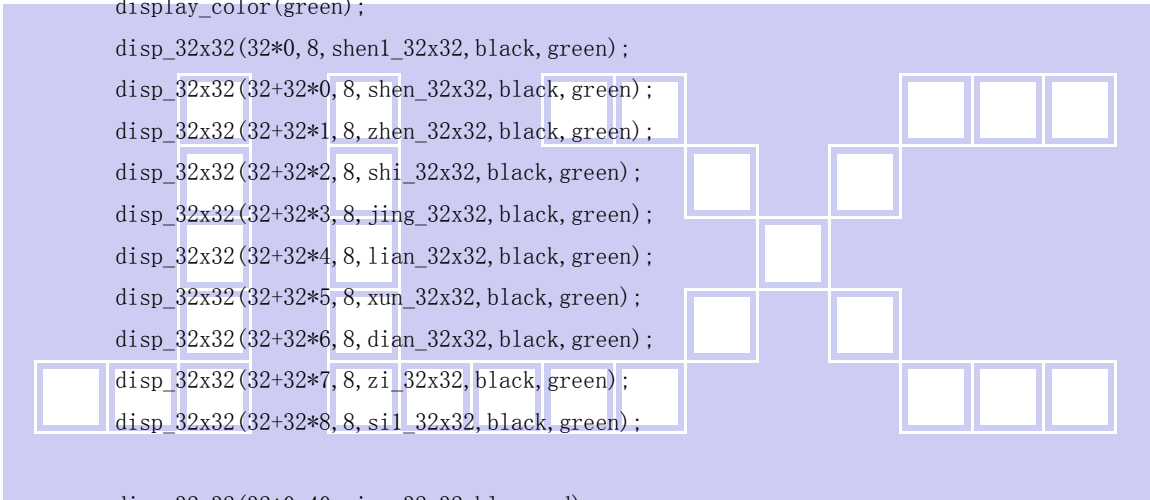 display_color(green);
disp_32x32(32*0,8,shen1_32x32,black,green);
disp_32x32(32+32*0,8,shen_32x32,black,green);
disp_32x32(32+32*1,8,zhen_32x32,black,green);
disp_32x32(32+32*2,8,shi_32x32,black,green);
disp_32x32(32+32*3,8,jing_32x32,black,green);
disp_32x32(32+32*4,8,lian_32x32,black,green);
disp_32x32(32+32*5,8,xun_32x32,black,green);
disp_32x32(32+32*6,8,dian_32x32,black,green);
disp_32x32(32+32*7,8,zi_32x32,black,green);
disp_32x32(32+32*8,8,si1_32x32,black,green);